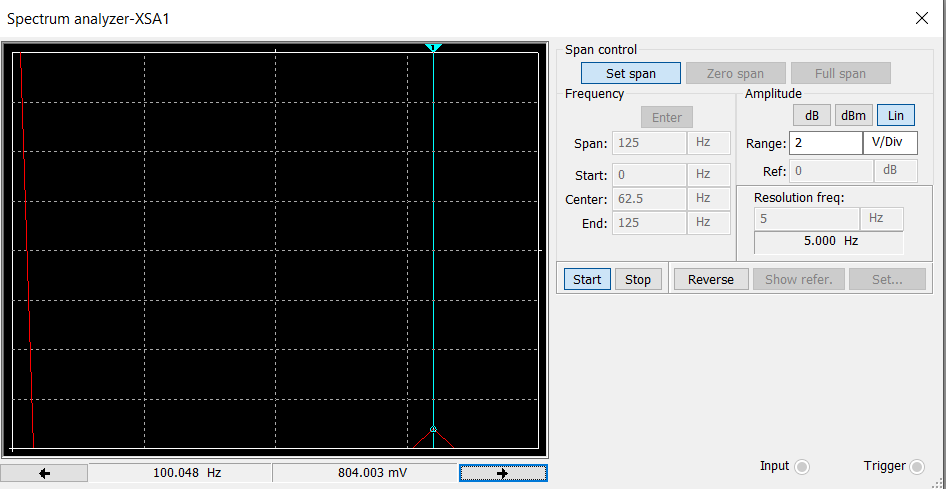 Spectrum analyzer-XSA1
Span control
Set span Zero span Full span
Frequency
Enter
Span: 125 Hz
Start: 0 Hz
Center: 62.5 Hz
End: 125 Hz
Amplitude
dB dBm Lin
Range: 2 V/Div
Ref: 0 dB
Resolution freq:
5 Hz
5.000 Hz
Start Stop Reverse Show refer. Set...
100.048 Hz 804.003 mV
Input Trigger